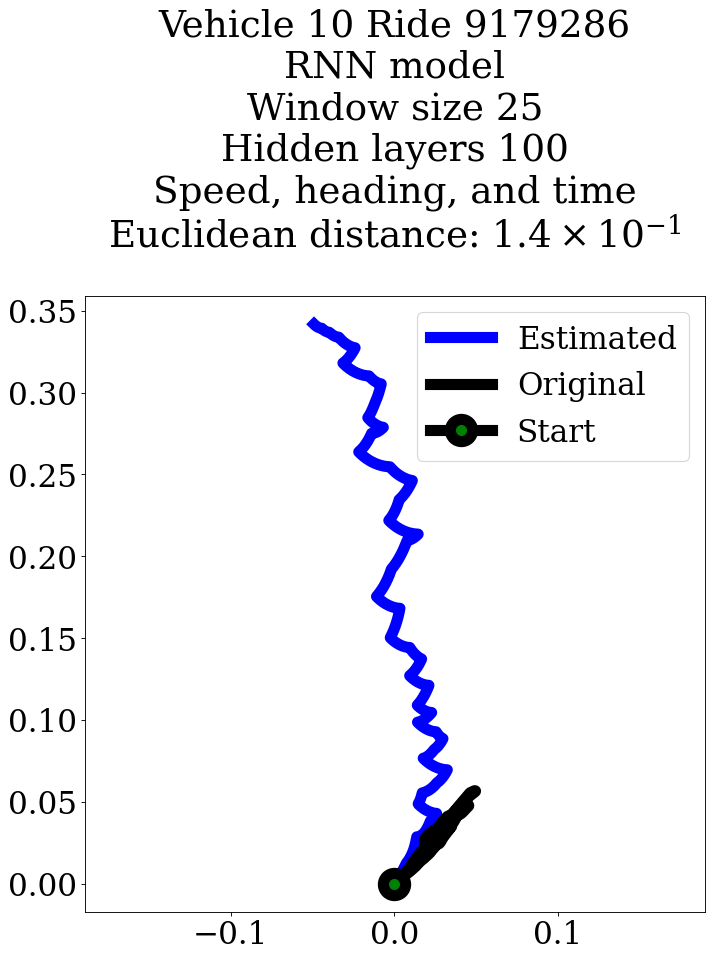 Vehicle 10 Ride 9179286
RNN model
Window size 25
Hidden layers 100
Speed, heading, and time
Euclidean distance: 1.4 × 10⁻¹
Estimated
Original
Start
0.35
0.30
0.25
0.20
0.15
0.10
0.05
0.00
−0.1 0.0 0.1